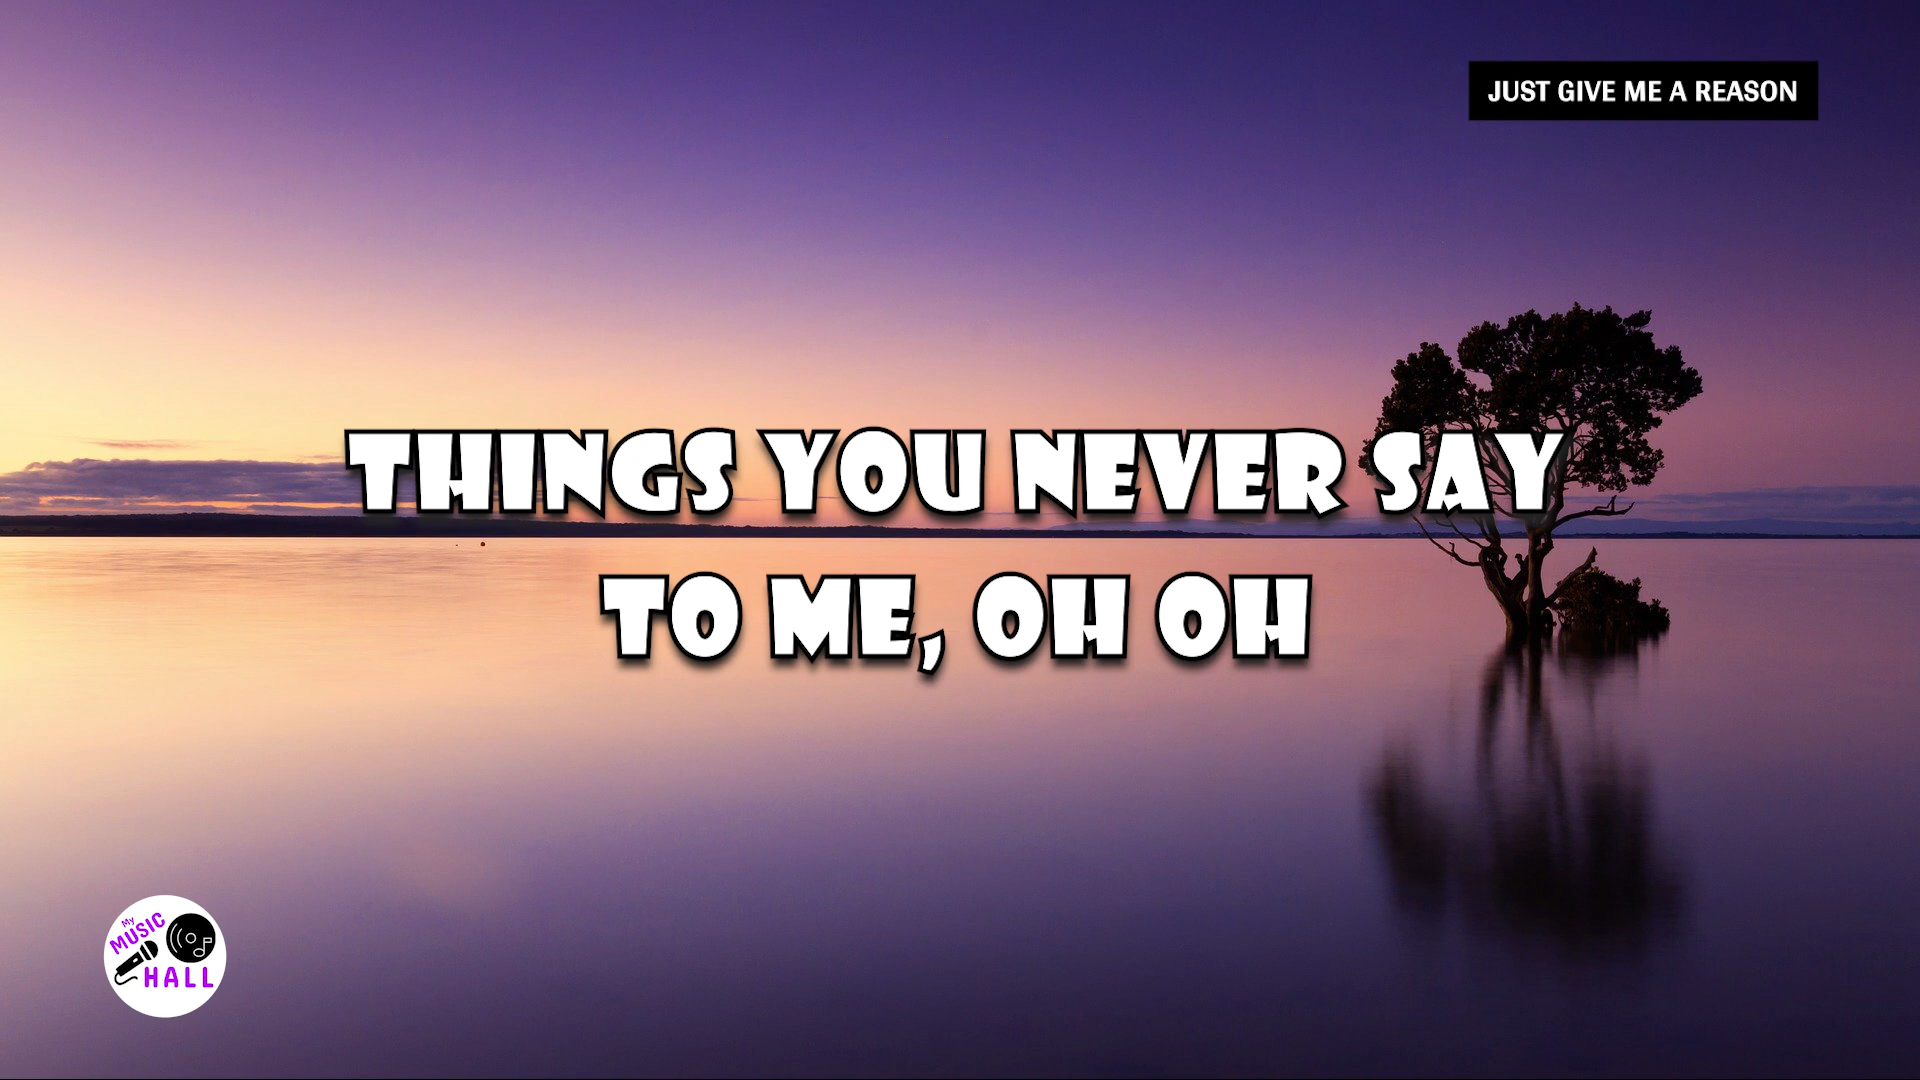 JUST GIVE ME A REASON
THINGS YOU NEVER SAY
TO ME, OH OH
My
MUSIC
HALL